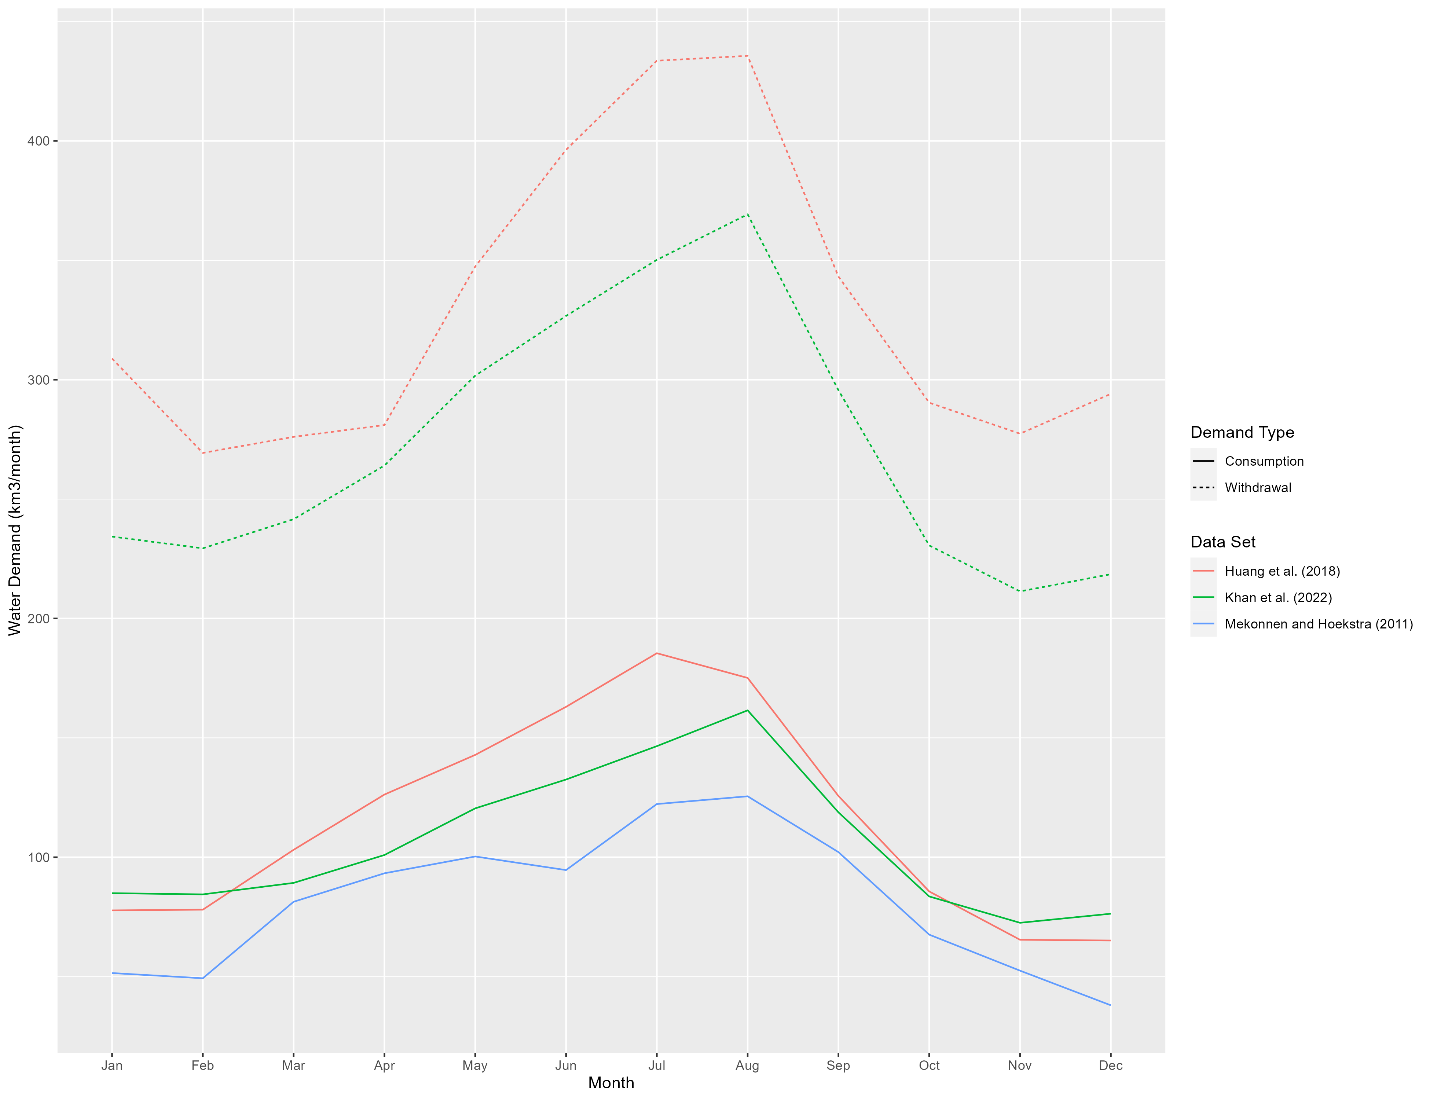 Water Demand (km3/month)
400
300
200
100
Jan Feb Mar Apr May Jun Jul Aug Sep Oct Nov Dec
Month
Demand Type
Consumption
Withdrawal
Data Set
Huang et al. (2018)
Khan et al. (2022)
Mekonnen and Hoekstra (2011)